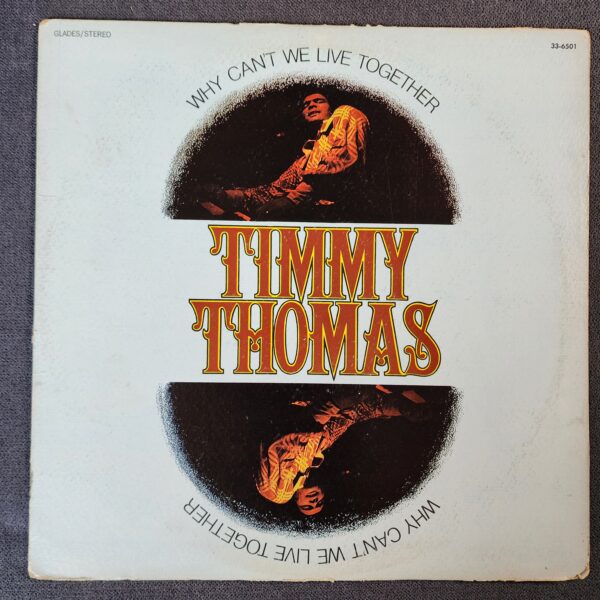 GLADES/STEREO
33-6501
WHY CAN'T WE LIVE TOGETHER
TIMMY
THOMAS
WHY CAN'T WE LIVE TOGETHER